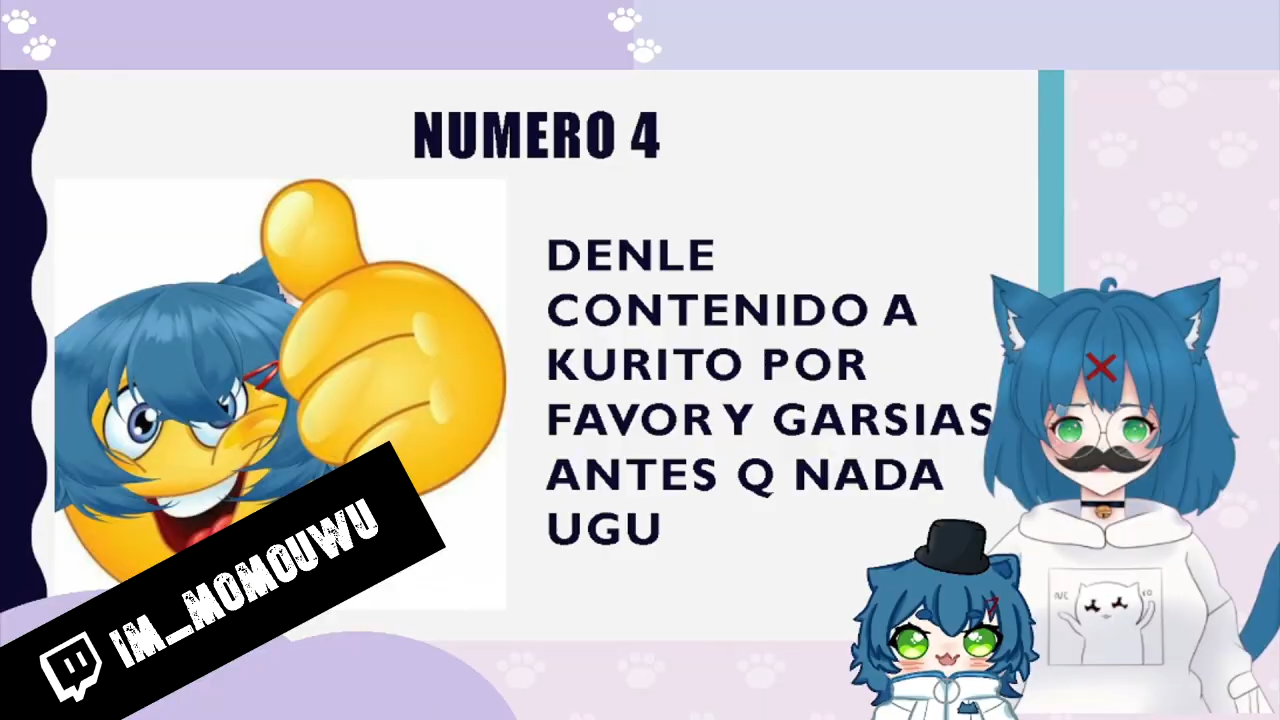 NUMERO 4
DENLE
CONTENIDO A
KURITO POR
FAVOR Y GARSIAS
ANTES Q NADA
UGU
IM_MOMOUWU